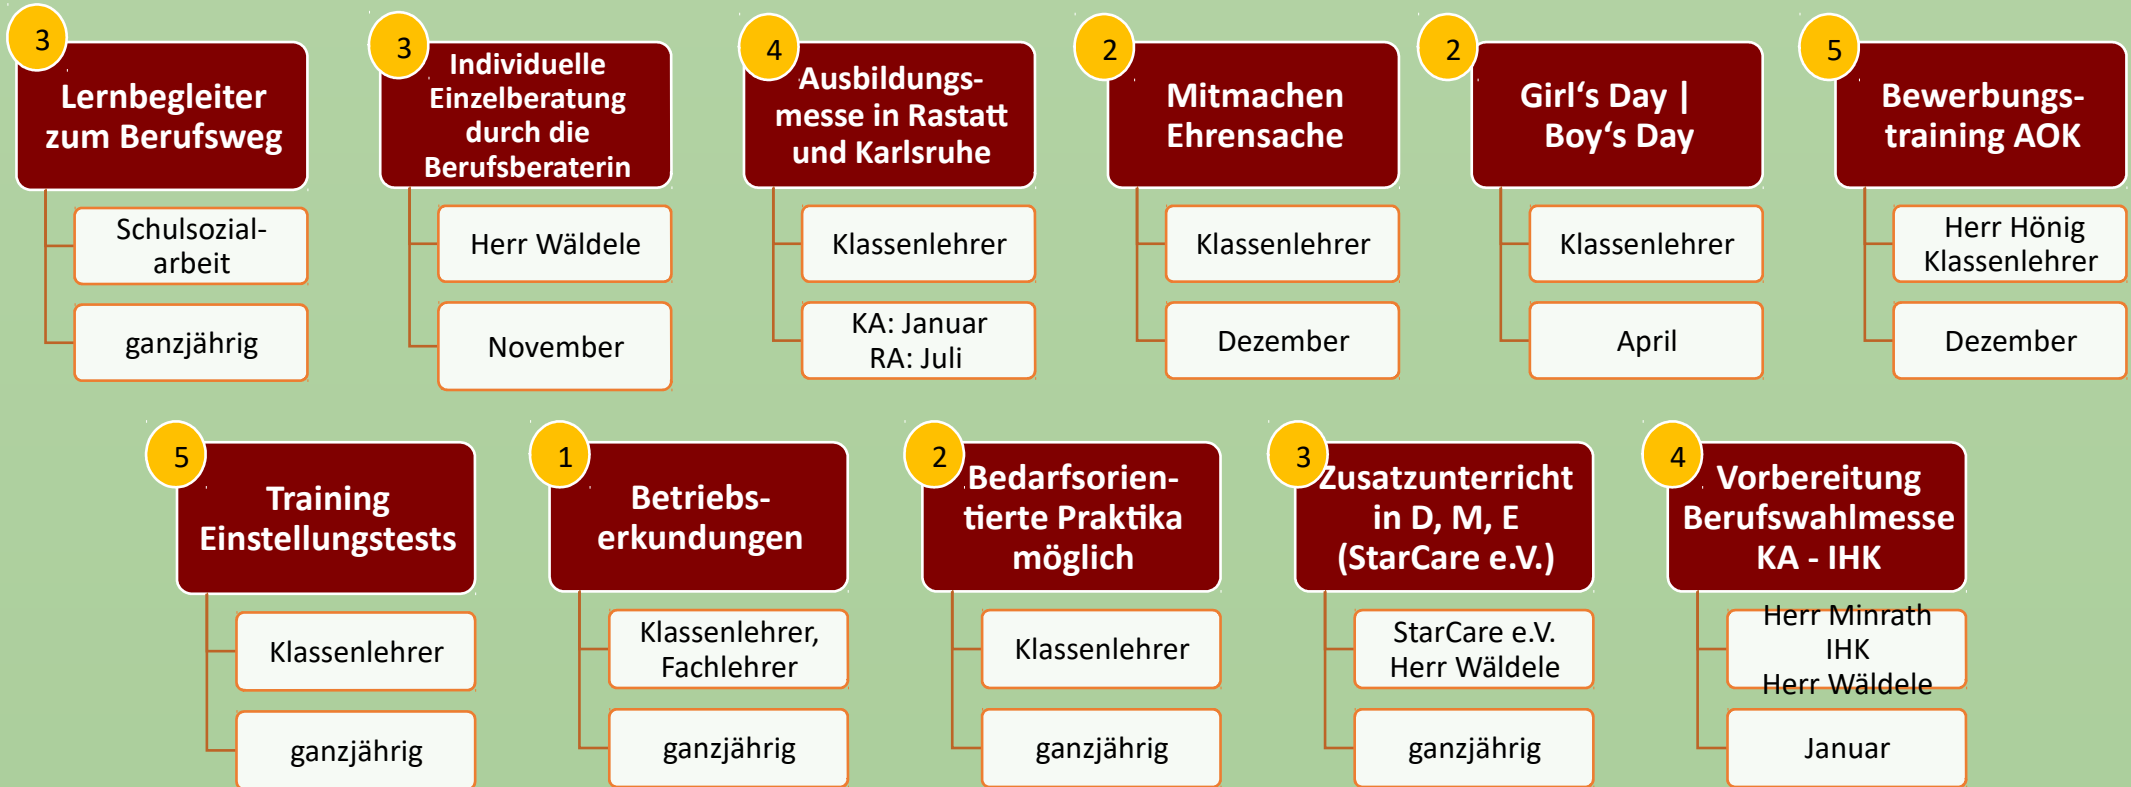 3
Lernbegleiter
zum Berufsweg
Schulsozial-
arbeit
ganzjährig
3
Individuelle
Einzelberatung
durch die
Berufsberaterin
Herr Wäldele
November
4
Ausbildungs-
messe in Rastatt
und Karlsruhe
Klassenlehrer
KA: Januar
RA: Juli
2
Mitmachen
Ehrensache
Klassenlehrer
Dezember
2
Girl‘s Day |
Boy‘s Day
Klassenlehrer
April
5
Bewerbungs-
training AOK
Herr Hönig
Klassenlehrer
Dezember
5
Training
Einstellungstests
Klassenlehrer
ganzjährig
1
Betriebs-
erkundungen
Klassenlehrer,
Fachlehrer
ganzjährig
2
Bedarfsorien-
tierte Praktika
möglich
Klassenlehrer
ganzjährig
3
Zusatzunterricht
in D, M, E
(StarCare e.V.)
StarCare e.V.
Herr Wäldele
ganzjährig
4
Vorbereitung
Berufswahlmesse
KA - IHK
Herr Minrath
IHK
Herr Wäldele
Januar